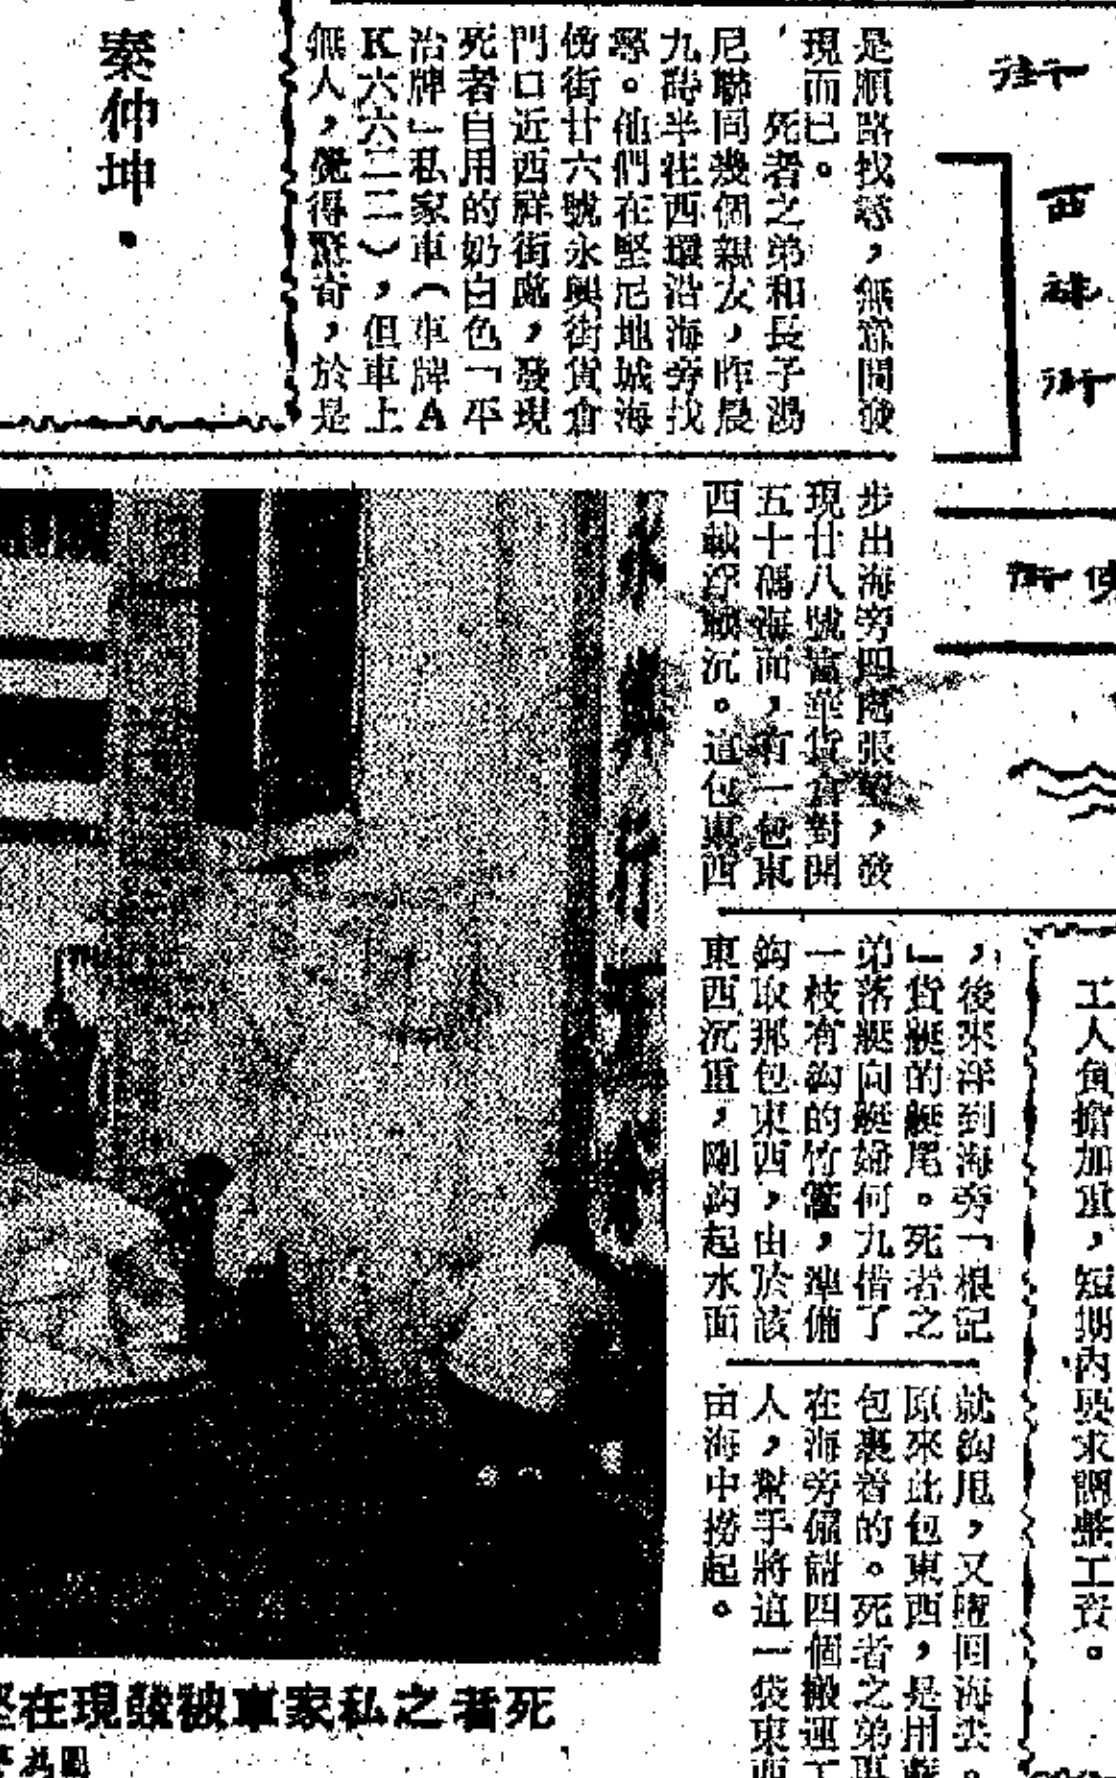 是順路找尋，無意間發
現而已。
死者之弟和長子湯
尼聯同幾個親友，昨晨
九時半往西環沿海旁找
尋。他們在堅尼地城海
傍街廿六號永興街貨倉
門口近西祥街處，發現
死者自用的奶白色「平
治牌」私家車（車牌A
K六六三二），但車上
無人，覺得驚奇，於是
步出海旁四處張望，發
現廿八號 貨倉對開
五十碼海面，有一包東
西載浮載沉。這包東西
，後來浮到海旁「根記
」貨艇的艇尾。死者之
弟落艇向艇婦何九借了
一枝有鈎的竹篙，準備
鈎取那包東西，由於該
東西沉重，剛鈎起水面
就鈎甩，又墮回海去。
原來此包東西，是用
包裹着的。死者之弟
在海旁僱請四個搬運工
人，幫手將這一袋東西
由海中撈起。
秦仲坤．
工人負擔加重，短期內要求調整工資。
街
西祥街
街
死者之私家車被發現在堅